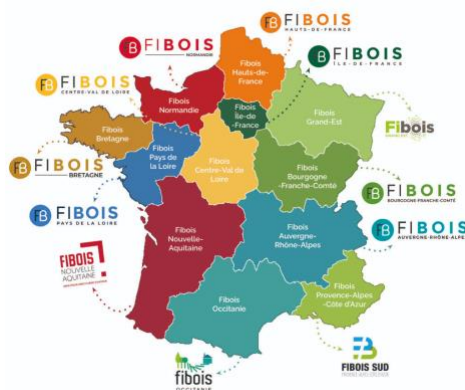 FIBOIS
HAUTS-DE-FRANCE
FIBOIS
NORMANDIE
FIBOIS
ÎLE-DE-FRANCE
FIBOIS
CENTRE-VAL DE LOIRE
Fibois
Hauts-de-
France
Fibois
Normandie
Fibois
Île-de
-France
Fibois
Grand-Est
Fibois
Fibois
Bretagne
Fibois
Pays de
la Loire
Fibois
Centre-Val de
Loire
Fibois
Bourgogne
-Franche-Comté
FIBOIS
BRETAGNE
FIBOIS
BOURGOGNE-FRANCHE-COMTÉ
FIBOIS
PAYS DE LA LOIRE
FIBOIS
AUVERGNE-RHÔNE-ALPES
Fibois
Nouvelle-
Aquitaine
Fibois
Auvergne-
Rhône-Alpes
FIBOIS
NOUVELLE
AQUITAINE
Fibois
Occitanie
Fibois
Provence-Alpes
-Côte d'Azur
fibois
OCCITANIE
FIBOIS SUD